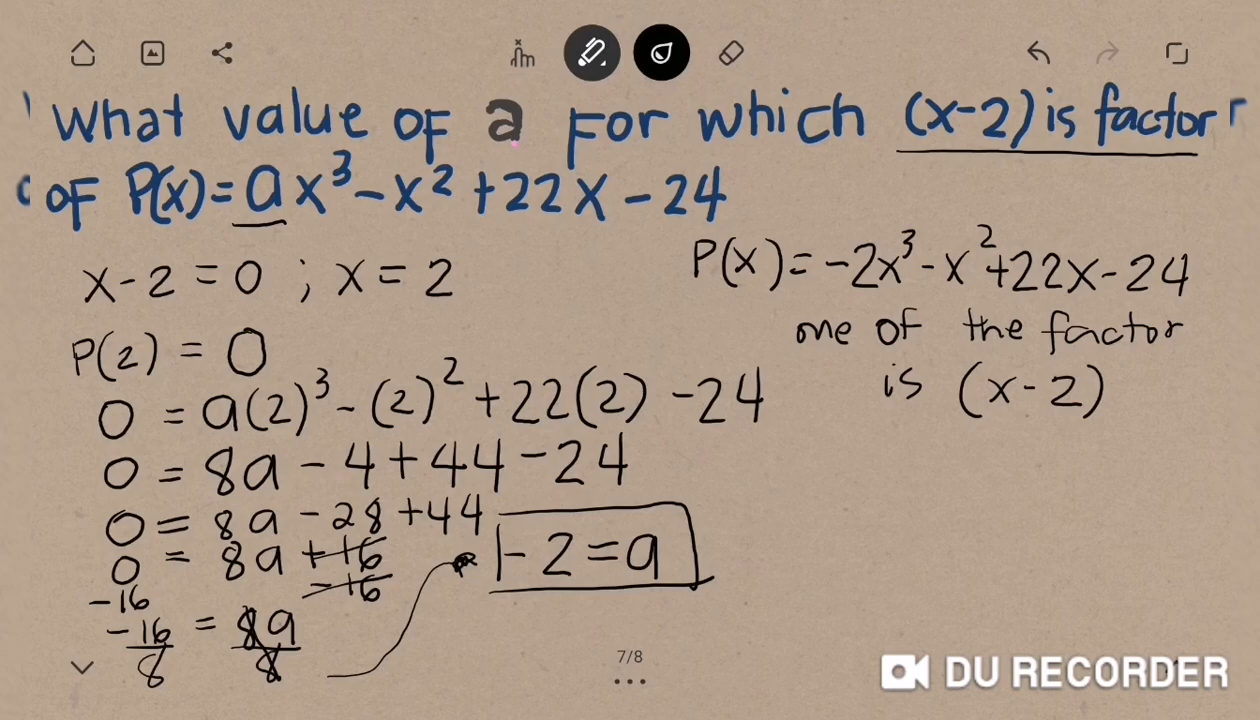 What value of a for which (x-2) is factor
of P(x)= ax³ - x² + 22x - 24
x - 2 = 0 ; x = 2
P(x) = -2x³ - x² + 22x - 24
one of the factor
is (x - 2)
P(2) = 0
0 = a(2)³ - (2)² + 22(2) - 24
0 = 8a - 4 + 44 - 24
0 = 8a - 28 + 44
0 = 8a + 16
-16 -16
-16/8 = 8a/8
-2 = a
7/8
DU RECORDER